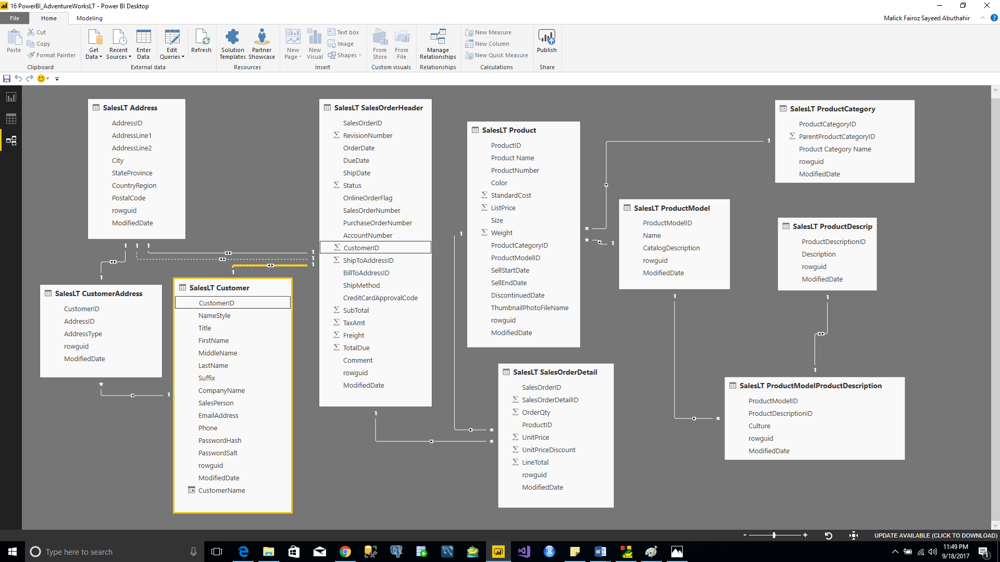 16 PowerBI_AdventureWorksLT - Power BI Desktop
File
Home
Modeling
Malick Fairoz Sayeed Abuthahir
Paste
Cut
Copy
Format Painter
Clipboard
Get Data
Recent Sources
Enter Data
Edit Queries
Refresh
External data
Solution Templates
Partner Showcase
Resources
New Page
New Visual
Text box
Image
Shapes
Insert
From Store
From File
Custom visuals
Manage Relationships
Relationships
New Measure
New Column
New Quick Measure
Calculations
Publish
Share
SalesLT Address
AddressID
AddressLine1
AddressLine2
City
StateProvince
CountryRegion
PostalCode
rowguid
ModifiedDate
1 1 1
1
SalesLT CustomerAddress
CustomerID
AddressID
AddressType
rowguid
ModifiedDate
*
1
1
SalesLT Customer
CustomerID
NameStyle
Title
FirstName
MiddleName
LastName
Suffix
CompanyName
SalesPerson
EmailAddress
Phone
PasswordHash
PasswordSalt
rowguid
ModifiedDate
CustomerName
1
1
1
SalesLT SalesOrderHeader
SalesOrderID
Σ RevisionNumber
OrderDate
DueDate
ShipDate
Σ Status
OnlineOrderFlag
SalesOrderNumber
PurchaseOrderNumber
AccountNumber
Σ CustomerID
Σ ShipToAddressID
BillToAddressID
ShipMethod
CreditCardApprovalCode
Σ SubTotal
Σ TaxAmt
Σ Freight
Σ TotalDue
Comment
rowguid
ModifiedDate
1
1
SalesLT Product
ProductID
Product Name
ProductNumber
Color
Σ StandardCost
Σ ListPrice
Size
Σ Weight
ProductCategoryID
ProductModelID
SellStartDate
SellEndDate
DiscontinuedDate
ThumbnailPhotoFileName
rowguid
ModifiedDate
*
*
*
*
SalesLT SalesOrderDetail
SalesOrderID
Σ SalesOrderDetailID
Σ OrderQty
ProductID
Σ UnitPrice
Σ UnitPriceDiscount
Σ LineTotal
rowguid
ModifiedDate
1
SalesLT ProductModel
ProductModelID
Name
CatalogDescription
rowguid
ModifiedDate
1
1
SalesLT ProductCategory
ProductCategoryID
Σ ParentProductCategoryID
Product Category Name
rowguid
ModifiedDate
SalesLT ProductDescrip
ProductDescriptionID
Description
rowguid
ModifiedDate
1
1
*
SalesLT ProductModelProductDescription
ProductModelID
ProductDescriptionID
Culture
rowguid
ModifiedDate
- +
UPDATE AVAILABLE (CLICK TO DOWNLOAD)
Type here to search
11:49 PM
9/18/2017
1